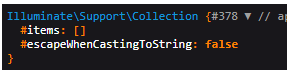 Illuminate\Support\Collection {#378 ▼ // ap
#items: []
#escapeWhenCastingToString: false
}